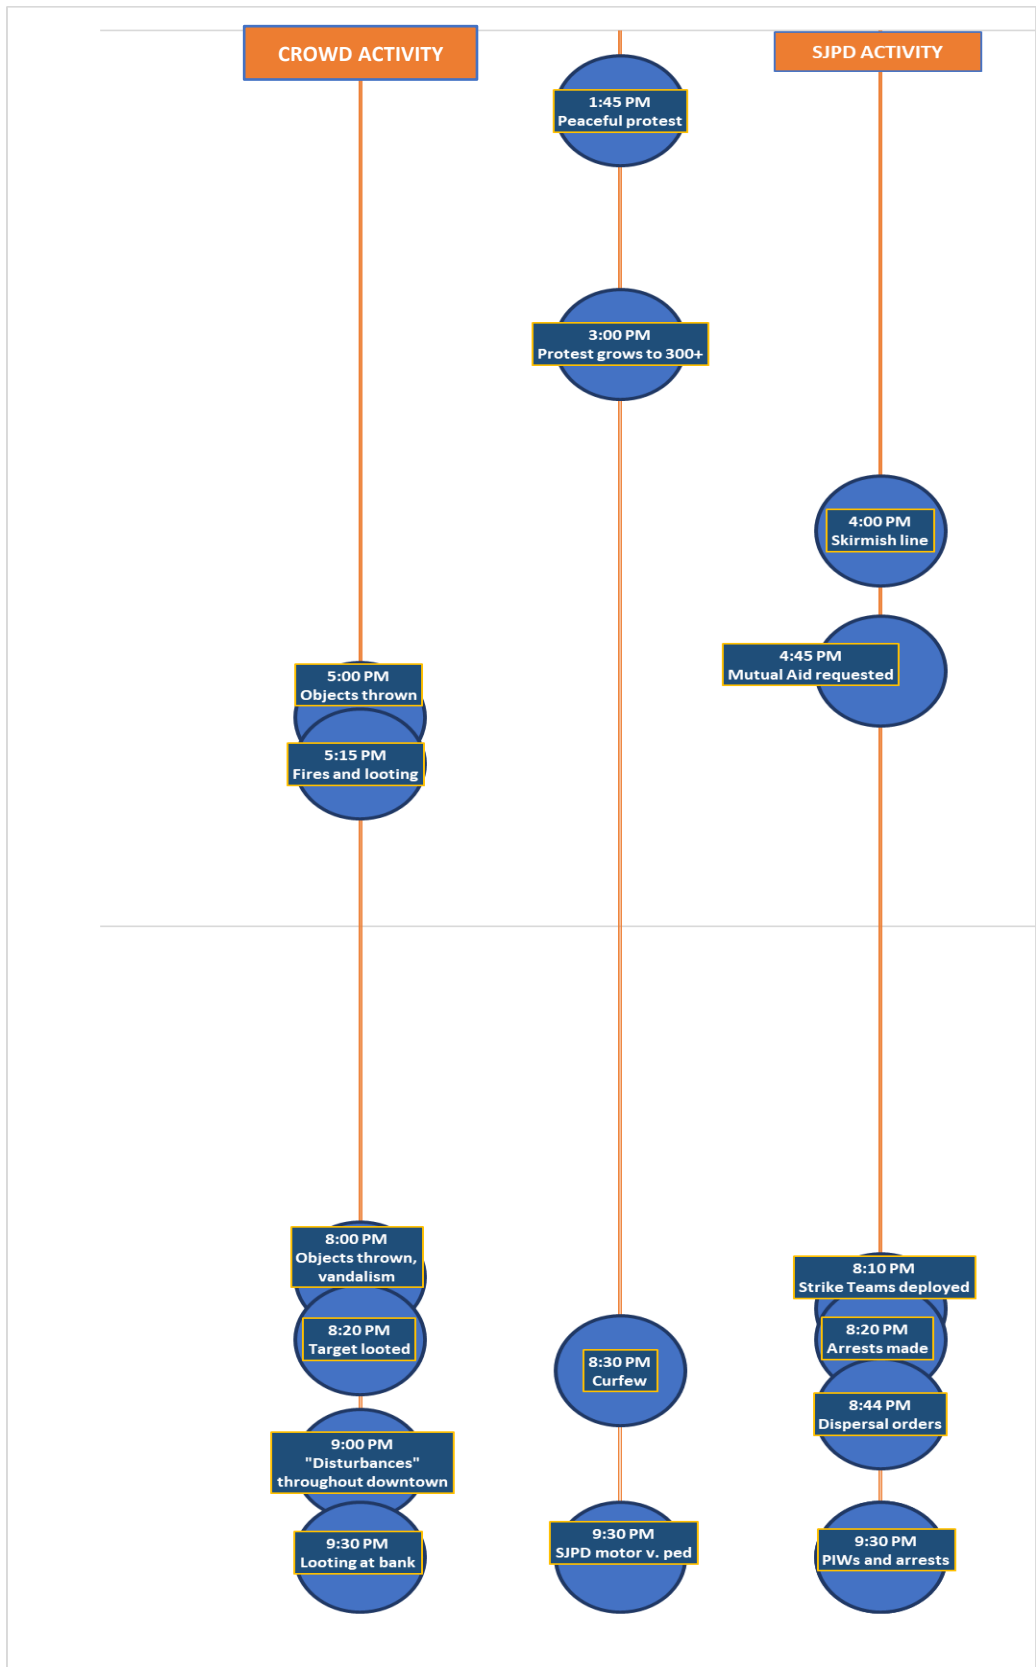 CROWD ACTIVITY
SJPD ACTIVITY
1:45 PM
Peaceful protest
3:00 PM
Protest grows to 300+
4:00 PM
Skirmish line
4:45 PM
Mutual Aid requested
5:00 PM
Objects thrown
5:15 PM
Fires and looting
8:00 PM
Objects thrown,
vandalism
8:10 PM
Strike Teams deployed
8:20 PM
Target looted
8:20 PM
Arrests made
8:30 PM
Curfew
8:44 PM
Dispersal orders
9:00 PM
"Disturbances"
throughout downtown
9:30 PM
Looting at bank
9:30 PM
SJPD motor v. ped
9:30 PM
PIWs and arrests